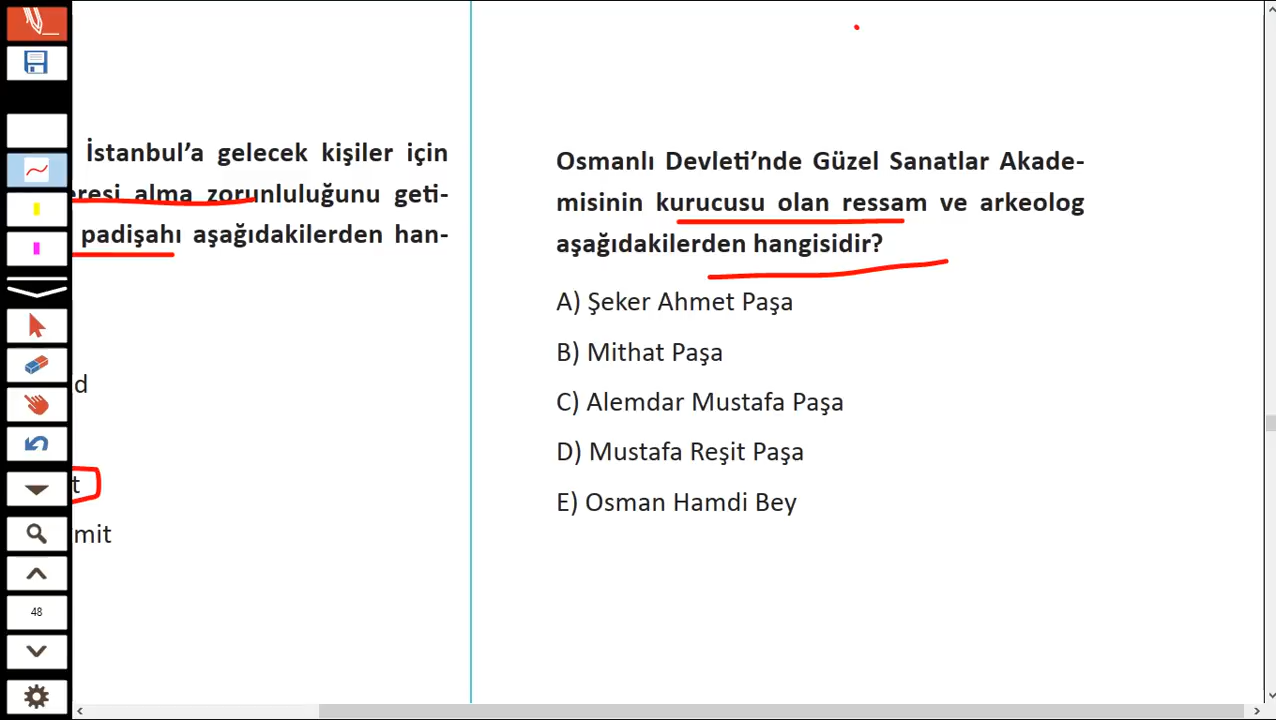 İstanbul’a gelecek kişiler için
eresi alma zorunluluğunu geti-
padişahı aşağıdakilerden han-
d
t
mit
Osmanlı Devleti’nde Güzel Sanatlar Akade-
misinin kurucusu olan ressam ve arkeolog
aşağıdakilerden hangisidir?
A) Şeker Ahmet Paşa
B) Mithat Paşa
C) Alemdar Mustafa Paşa
D) Mustafa Reşit Paşa
E) Osman Hamdi Bey
48